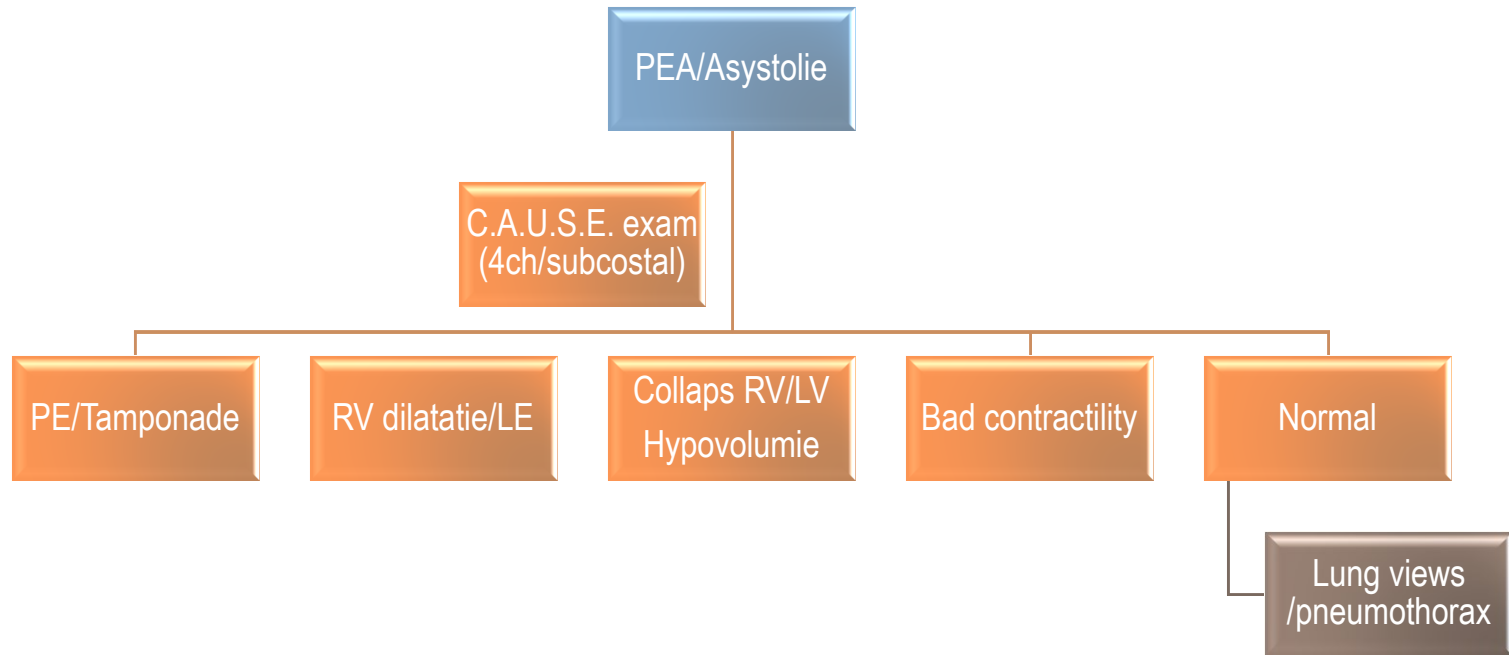 PEA/Asystolie
C.A.U.S.E. exam
(4ch/subcostal)
PE/Tamponade
RV dilatatie/LE
Collaps RV/LV
Hypovolumie
Bad contractility
Normal
Lung views
/pneumothorax